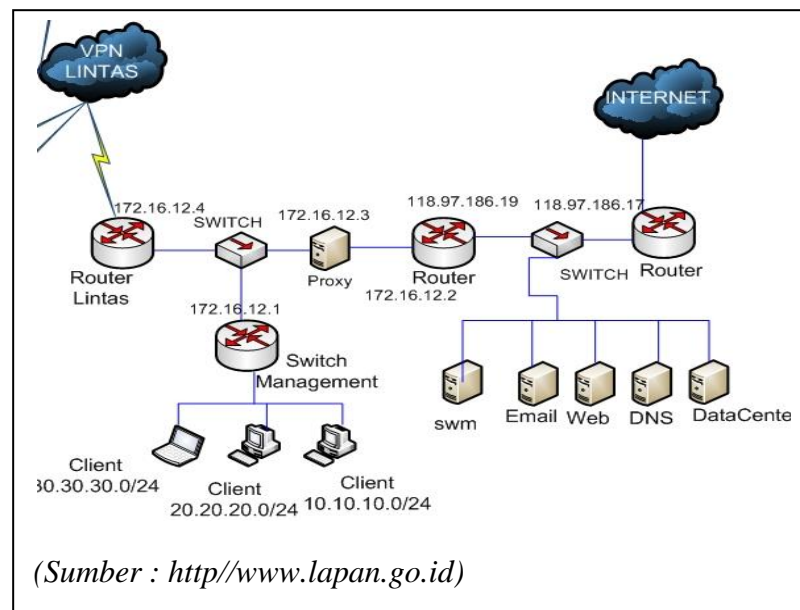 VPN
LINTAS
INTERNET
172.16.12.4
SWITCH
172.16.12.3
118.97.186.19
118.97.186.17
Router
Lintas
Proxy
Router
172.16.12.2
SWITCH
Router
172.16.12.1
Switch
Management
swm
Email
Web
DNS
DataCente
Client
30.30.30.0/24
Client
20.20.20.0/24
Client
10.10.10.0/24
(Sumber : http//www.lapan.go.id)